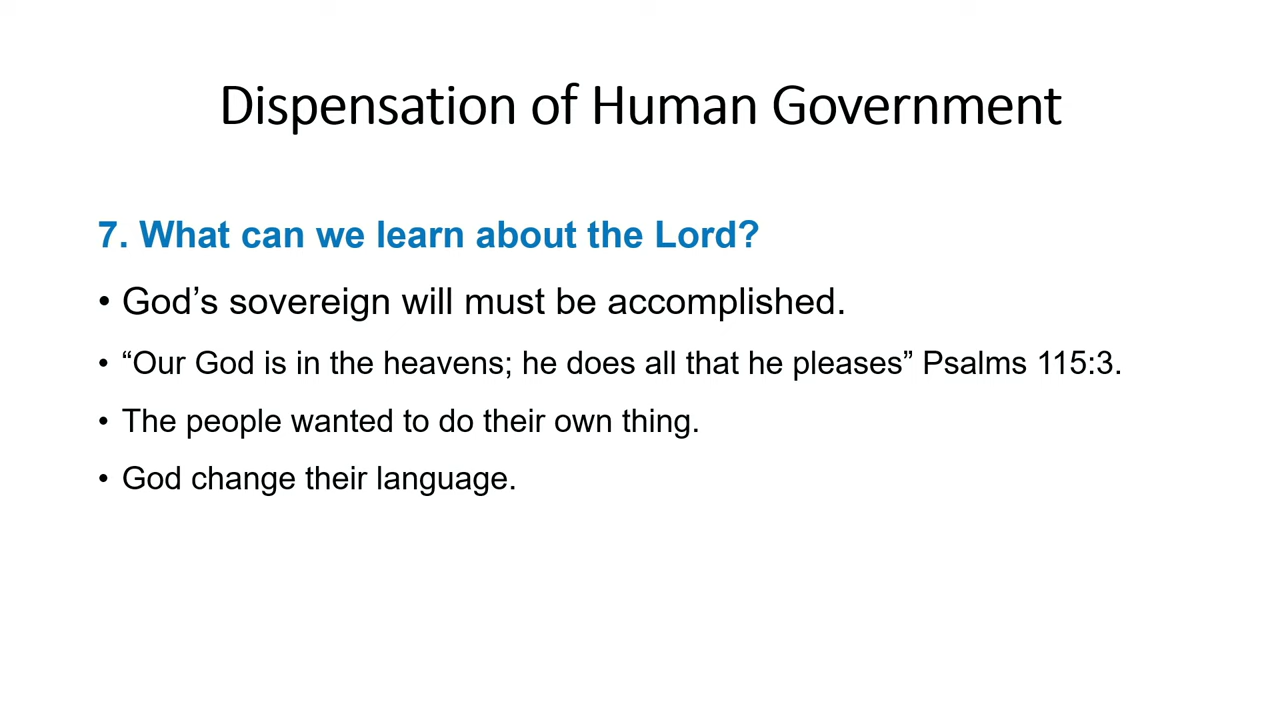 Dispensation of Human Government
7. What can we learn about the Lord?
• God’s sovereign will must be accomplished.
• “Our God is in the heavens; he does all that he pleases” Psalms 115:3.
• The people wanted to do their own thing.
• God change their language.